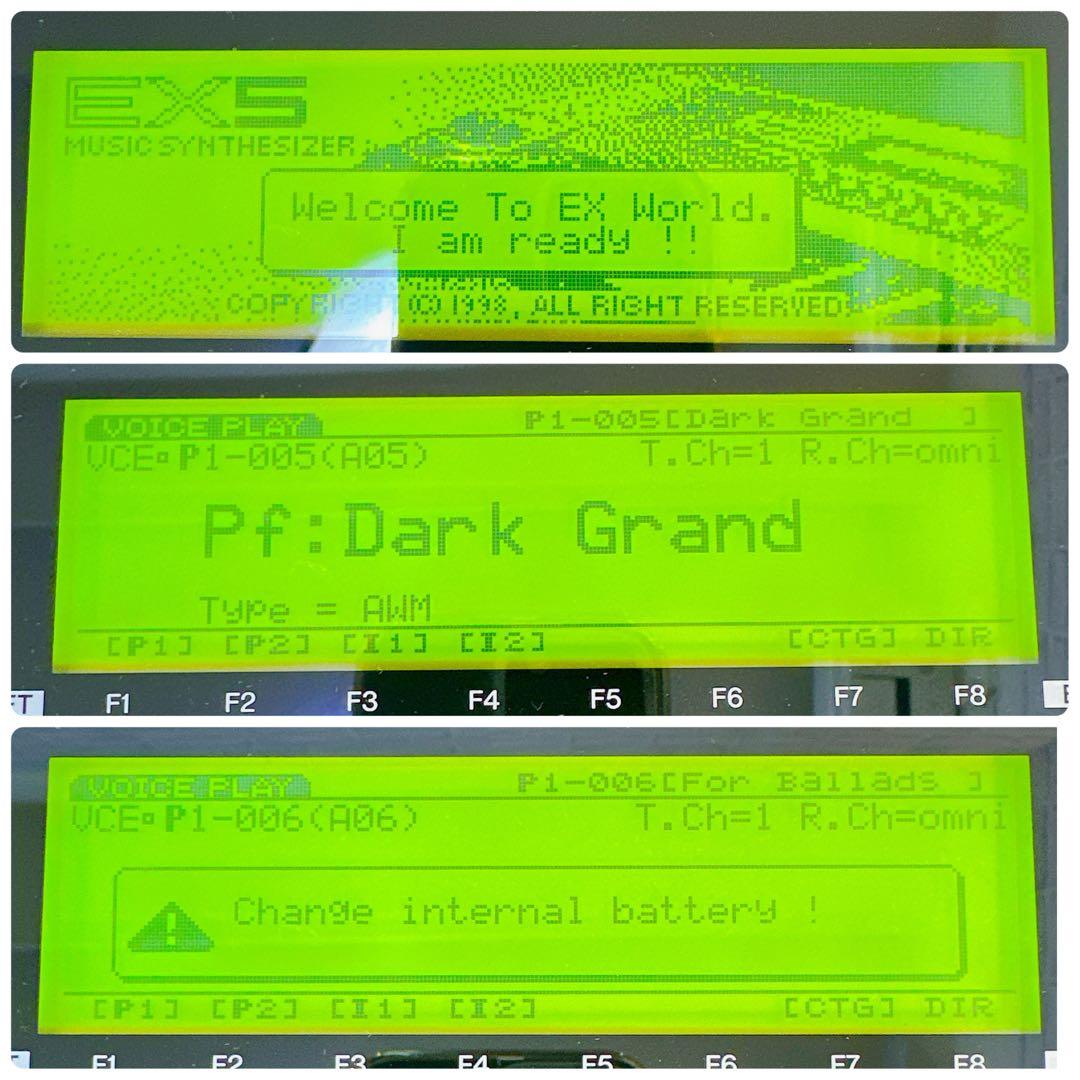 EX5
MUSIC SYNTHESIZER
Welcome To EX World.
I am ready !!
COPYRIGHT (C) 1998, ALL RIGHT RESERVED.
VOICE PLAY P1-005[Dark Grand ]
VCE:P1-005(A05) T.Ch=1 R.Ch=omni
Pf:Dark Grand
Type = AWM
[P1] [P2] [I1] [I2] [CTG] DIR
F1 F2 F3 F4 F5 F6 F7 F8
VOICE PLAY P1-006[For Ballads ]
VCE:P1-006(A06) T.Ch=1 R.Ch=omni
Change internal battery !
[P1] [P2] [I1] [I2] [CTG] DIR
F1 F2 F3 F4 F5 F6 F7 F8